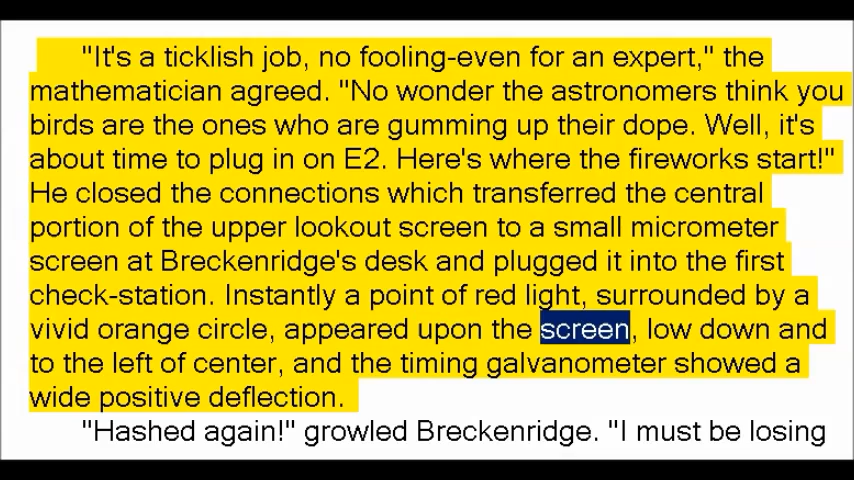 "It's a ticklish job, no fooling-even for an expert," the
mathematician agreed. "No wonder the astronomers think you
birds are the ones who are gumming up their dope. Well, it's
about time to plug in on E2. Here's where the fireworks start!"
He closed the connections which transferred the central
portion of the upper lookout screen to a small micrometer
screen at Breckenridge's desk and plugged it into the first
check-station. Instantly a point of red light, surrounded by a
vivid orange circle, appeared upon the screen, low down and
to the left of center, and the timing galvanometer showed a
wide positive deflection.
"Hashed again!" growled Breckenridge. "I must be losing